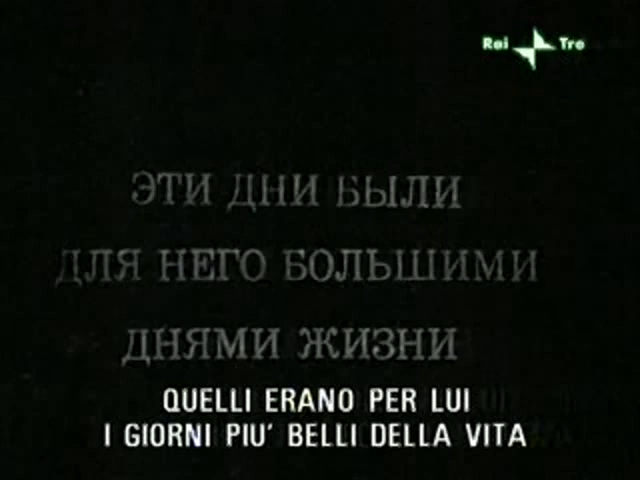 Rai Tre
ЭТИ ДНИ БЫЛИ
ДЛЯ НЕГО БОЛЬШИМИ
ДНЯМИ ЖИЗНИ
QUELLI ERANO PER LUI
I GIORNI PIU' BELLI DELLA VITA